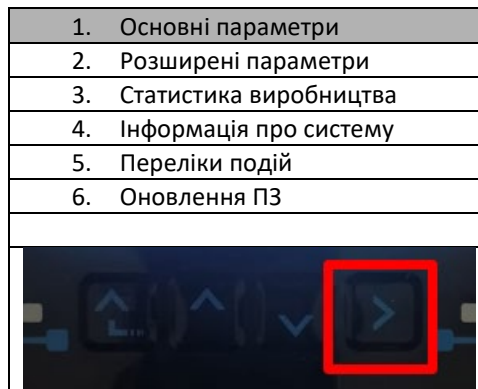 1. Основні параметри
2. Розширені параметри
3. Статистика виробництва
4. Інформація про систему
5. Переліки подій
6. Оновлення ПЗ